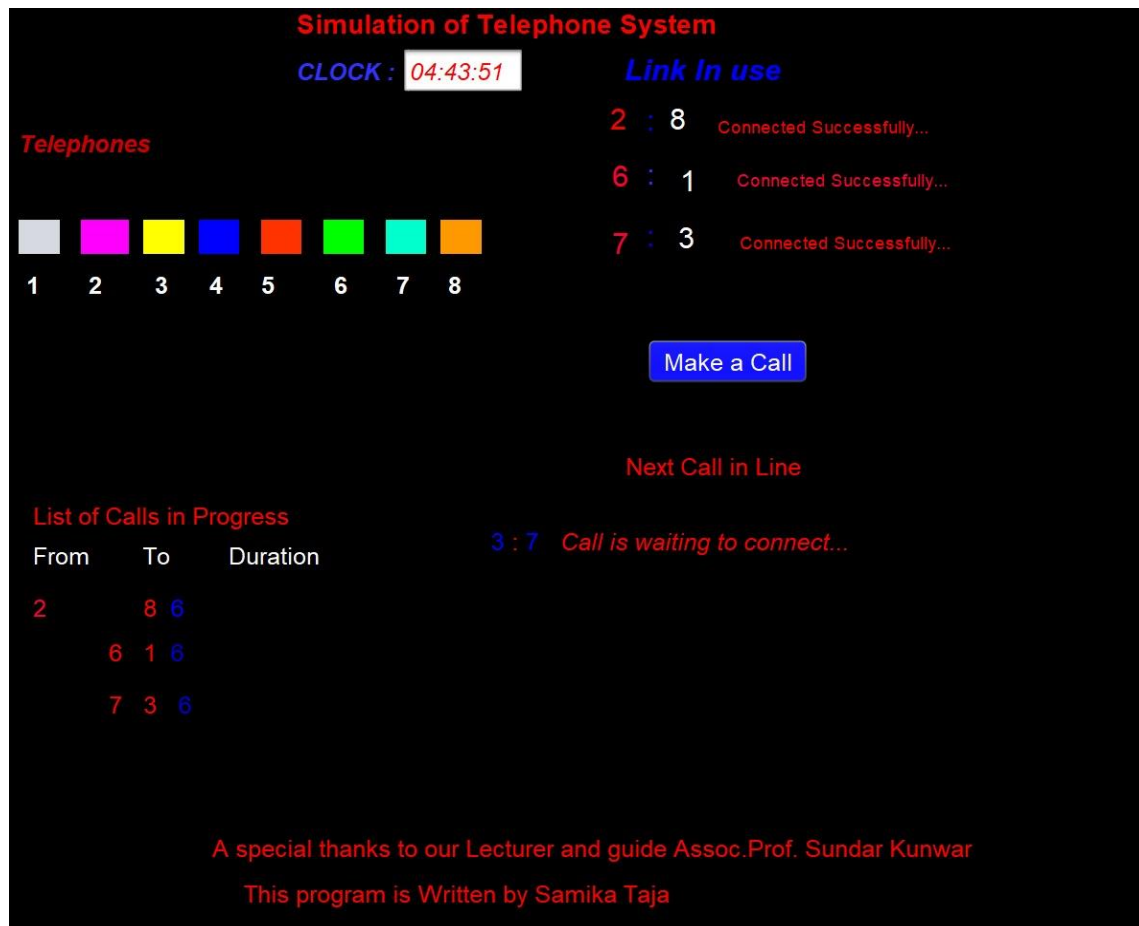 Simulation of Telephone System
CLOCK : 04:43:51
Link In use
2 : 8 Connected Successfully...
Telephones
6 : 1 Connected Successfully...
7 : 3 Connected Successfully...
1 2 3 4 5 6 7 8
Make a Call
Next Call in Line
3 : 7 Call is waiting to connect...
List of Calls in Progress
From To Duration
2 8 6
6 1 6
7 3 6
A special thanks to our Lecturer and guide Assoc.Prof. Sundar Kunwar
This program is Written by Samika Taja